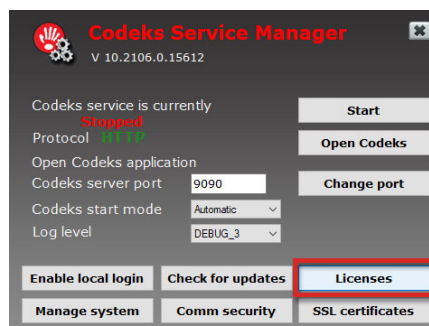 Codeks Service Manager
V 10.2106.0.15612
Codeks service is currently
Stopped
Start
Protocol HTTP
Open Codeks
Open Codeks application
Codeks server port 9090
Change port
Codeks start mode Automatic
Log level DEBUG_3
Enable local login Check for updates Licenses
Manage system Comm security SSL certificates